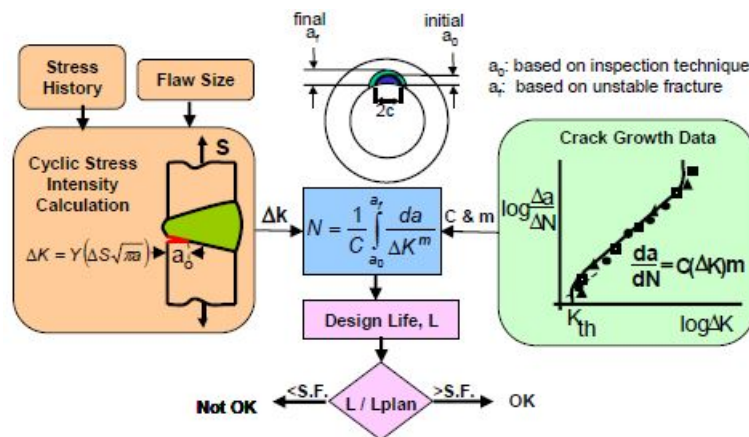 final
a_f
initial
a_0
a_0: based on inspection technique
a_f: based on unstable fracture
Stress
History
Flaw Size
2c
Cyclic Stress
Intensity
Calculation
S
ΔK = Y(ΔS√πa)
a_o
Δk
N = 1/C ∫_{a_0}^{a_f} da/ΔK^m
C & m
Crack Growth Data
log Δa/ΔN
da/dN = C(ΔK)m
K_th
logΔK
Design Life, L
<S.F.
L / Lplan
>S.F.
Not OK
OK